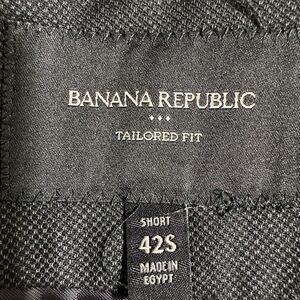 BANANA REPUBLIC
TAILORED FIT
SHORT
42S
MADE IN
EGYPT